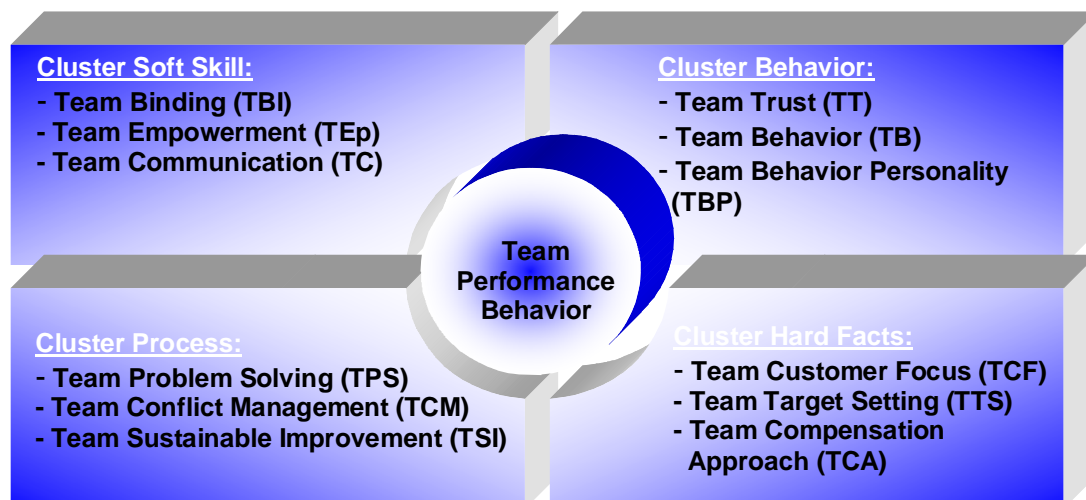 Cluster Soft Skill:
- Team Binding (TBI)
- Team Empowerment (TEp)
- Team Communication (TC)
Cluster Behavior:
- Team Trust (TT)
- Team Behavior (TB)
- Team Behavior Personality
(TBP)
Team
Performance
Behavior
Cluster Process:
- Team Problem Solving (TPS)
- Team Conflict Management (TCM)
- Team Sustainable Improvement (TSI)
Cluster Hard Facts:
- Team Customer Focus (TCF)
- Team Target Setting (TTS)
- Team Compensation
Approach (TCA)